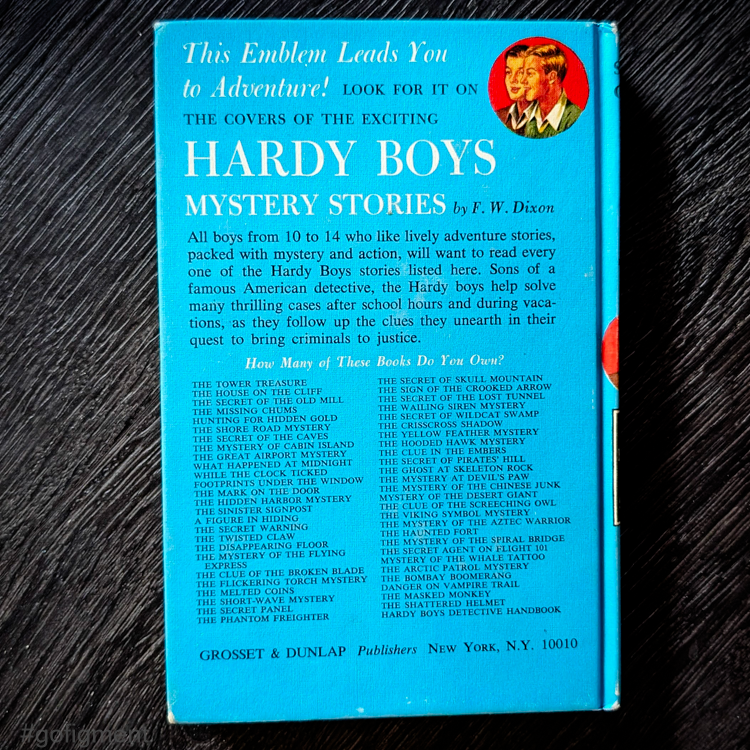 This Emblem Leads You
to Adventure! LOOK FOR IT ON
THE COVERS OF THE EXCITING
HARDY BOYS
MYSTERY STORIES by F. W. Dixon
All boys from 10 to 14 who like lively adventure stories,
packed with mystery and action, will want to read every
one of the Hardy Boys stories listed here. Sons of a
famous American detective, the Hardy boys help solve
many thrilling cases after school hours and during vaca-
tions, as they follow up the clues they unearth in their
quest to bring criminals to justice.
How Many of These Books Do You Own?
THE TOWER TREASURE
THE HOUSE ON THE CLIFF
THE SECRET OF THE OLD MILL
THE MISSING CHUMS
HUNTING FOR HIDDEN GOLD
THE SHORE ROAD MYSTERY
THE SECRET OF THE CAVES
THE MYSTERY OF CABIN ISLAND
THE GREAT AIRPORT MYSTERY
WHAT HAPPENED AT MIDNIGHT
WHILE THE CLOCK TICKED
FOOTPRINTS UNDER THE WINDOW
THE MARK ON THE DOOR
THE HIDDEN HARBOR MYSTERY
THE SINISTER SIGNPOST
A FIGURE IN HIDING
THE SECRET WARNING
THE TWISTED CLAW
THE DISAPPEARING FLOOR
THE MYSTERY OF THE FLYING
EXPRESS
THE CLUE OF THE BROKEN BLADE
THE FLICKERING TORCH MYSTERY
THE MELTED COINS
THE SHORT-WAVE MYSTERY
THE SECRET PANEL
THE PHANTOM FREIGHTER
THE SECRET OF SKULL MOUNTAIN
THE SIGN OF THE CROOKED ARROW
THE SECRET OF THE LOST TUNNEL
THE WAILING SIREN MYSTERY
THE SECRET OF WILDCAT SWAMP
THE CRISSCROSS SHADOW
THE YELLOW FEATHER MYSTERY
THE HOODED HAWK MYSTERY
THE CLUE IN THE EMBERS
THE SECRET OF PIRATES' HILL
THE GHOST AT SKELETON ROCK
THE MYSTERY AT DEVIL'S PAW
THE MYSTERY OF THE CHINESE JUNK
MYSTERY OF THE DESERT GIANT
THE CLUE OF THE SCREECHING OWL
THE VIKING SYMBOL MYSTERY
THE MYSTERY OF THE AZTEC WARRIOR
THE HAUNTED FORT
THE MYSTERY OF THE SPIRAL BRIDGE
THE SECRET AGENT ON FLIGHT 101
MYSTERY OF THE WHALE TATTOO
THE ARCTIC PATROL MYSTERY
THE BOMBAY BOOMERANG
DANGER ON VAMPIRE TRAIL
THE MASKED MONKEY
THE SHATTERED HELMET
HARDY BOYS DETECTIVE HANDBOOK
GROSSET & DUNLAP Publishers NEW YORK, N.Y. 10010
#gofigment